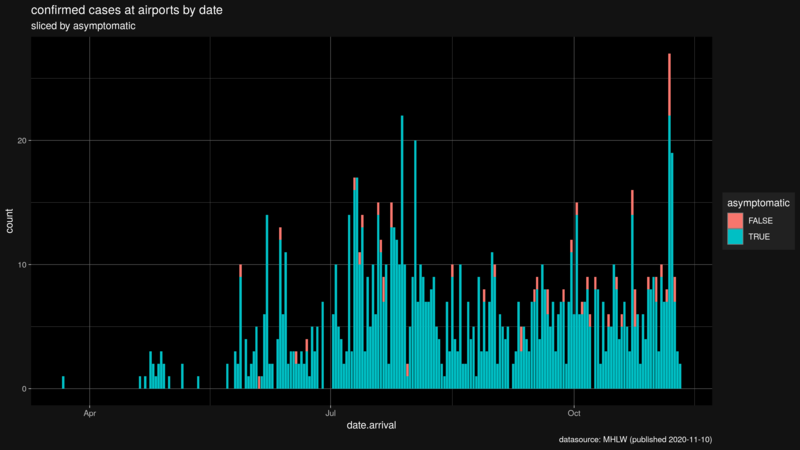 confirmed cases at airports by date
sliced by asymptomatic
20
10
0
count
Apr
Jul
Oct
date.arrival
asymptomatic
FALSE
TRUE
datasource: MHLW (published 2020-11-10)